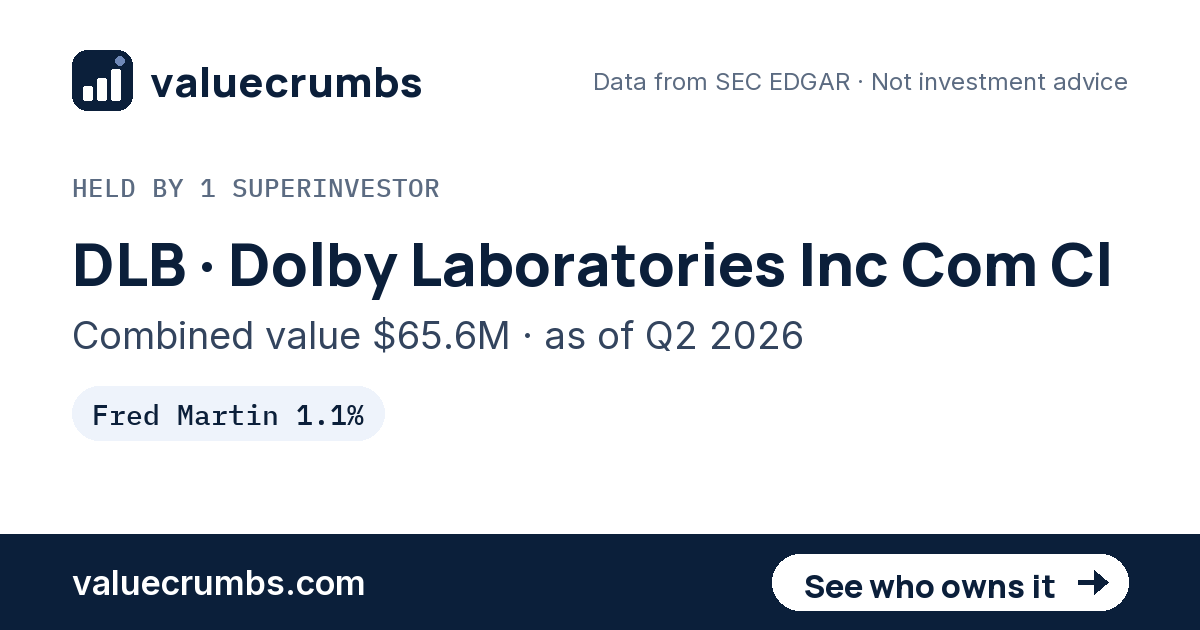 valuecrumbs
Data from SEC EDGAR · Not investment advice
HELD BY 1 SUPERINVESTOR
DLB · Dolby Laboratories Inc Com Cl
Combined value $65.6M · as of Q2 2026
Fred Martin 1.1%
valuecrumbs.com
See who owns it →